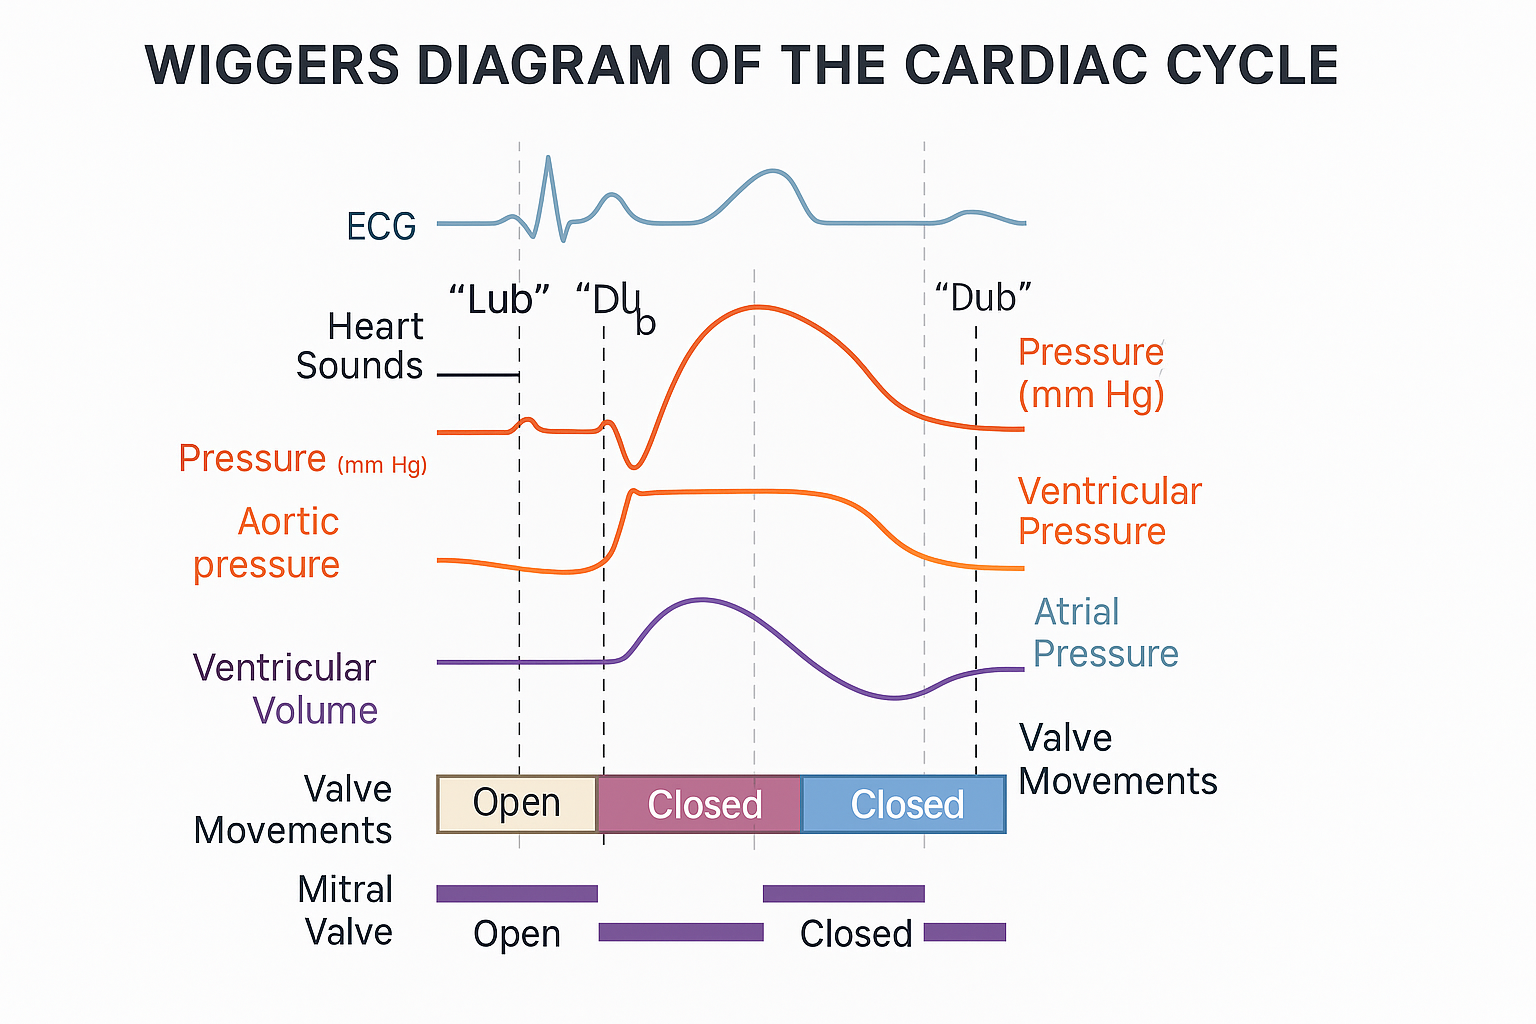 WIGGERS DIAGRAM OF THE CARDIAC CYCLE
ECG
“Lub”
“Dub
“Dub”
Heart
Sounds
Pressure
(mm Hg)
Pressure (mm Hg)
Aortic
pressure
Ventricular
Pressure
Atrial
Pressure
Ventricular
Volume
Valve
Movements
Valve
Movements
Open
Closed
Closed
Mitral
Valve
Open
Closed